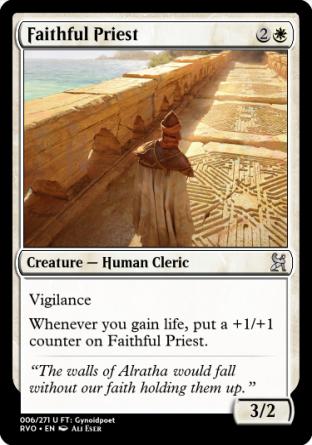 Faithful Priest 2
Creature — Human Cleric
Vigilance
Whenever you gain life, put a +1/+1
counter on Faithful Priest.
“The walls of Alratha would fall
without our faith holding them up.”
3/2
006/271 U FT: Gynoidpoet
RVO • EN Ali Eser